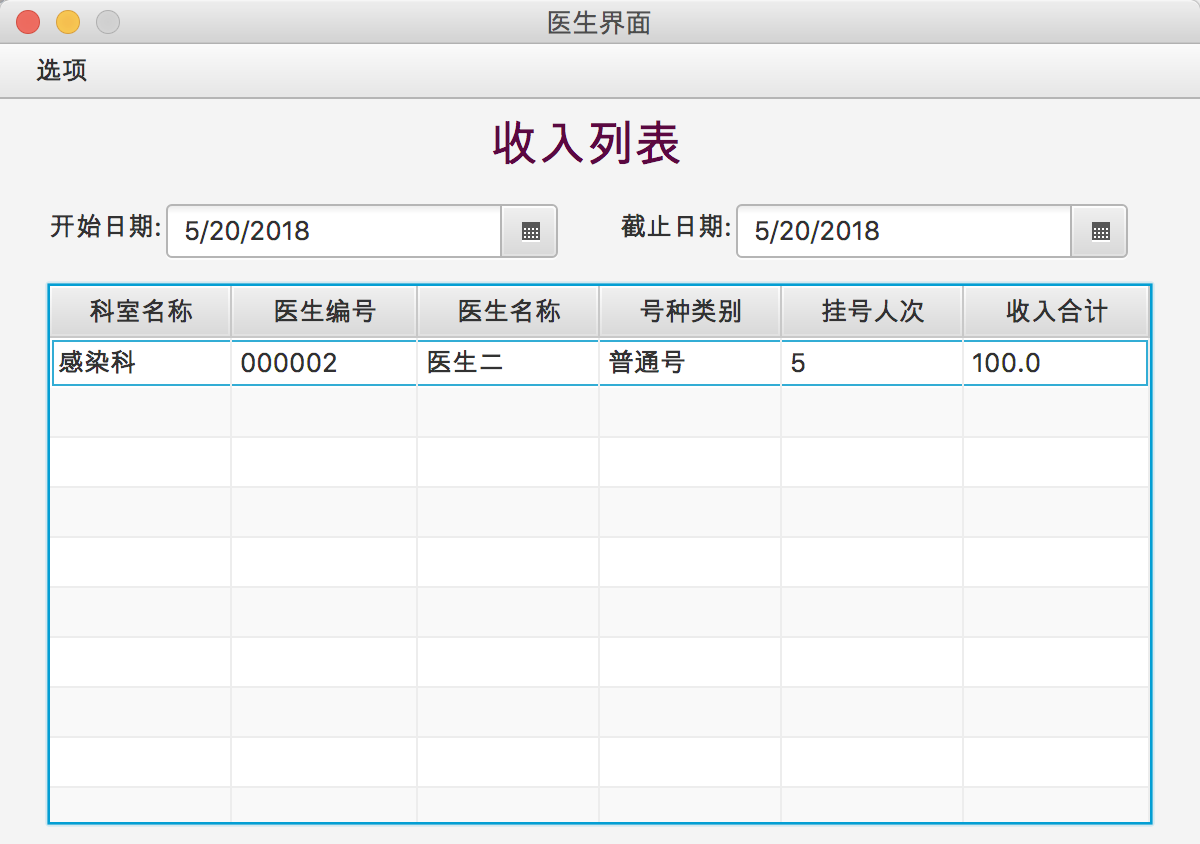 医生界面
选项
收入列表
开始日期: 5/20/2018 截止日期: 5/20/2018
科室名称 医生编号 医生名称 号种类别 挂号人次 收入合计
感染科 000002 医生二 普通号 5 100.0